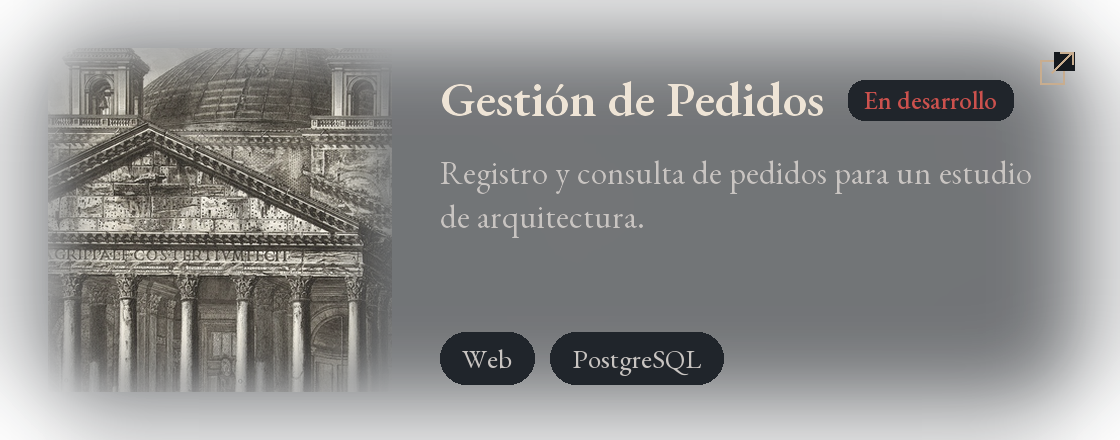 Gestión de Pedidos
En desarrollo
Registro y consulta de pedidos para un estudio
de arquitectura.
Web
PostgreSQL